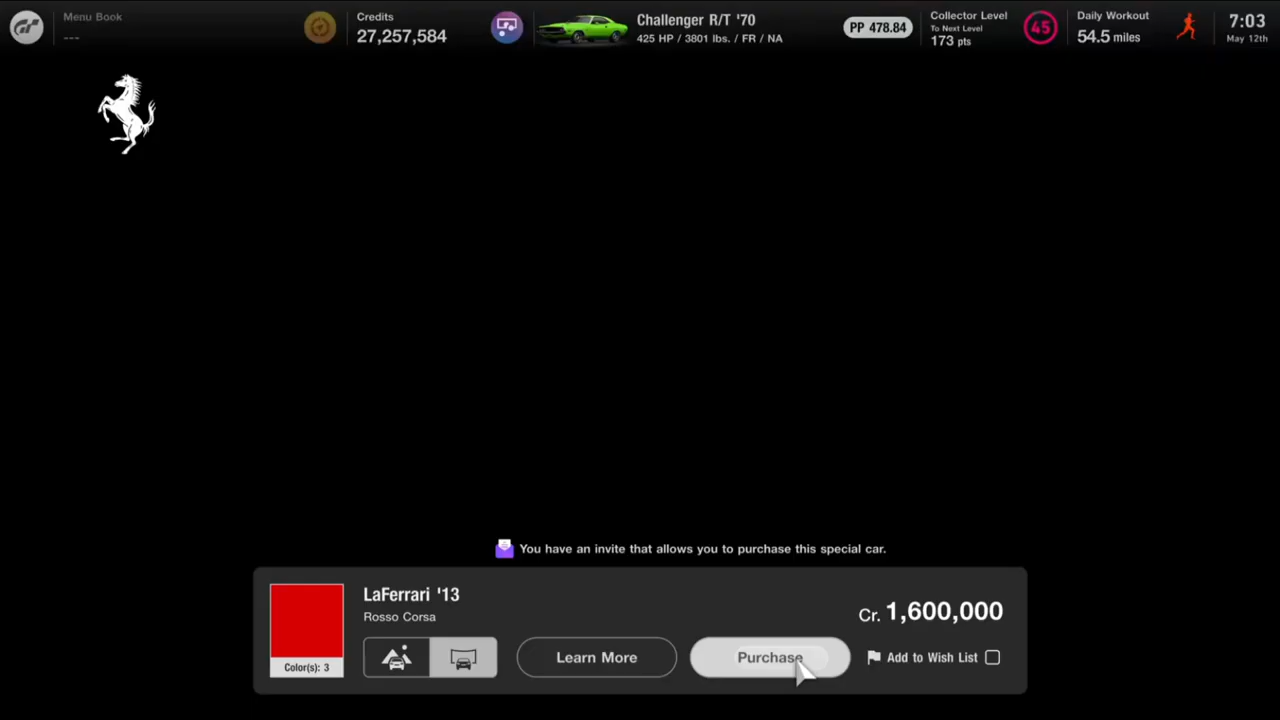 Menu Book
---
Credits
27,257,584
Challenger R/T '70
425 HP / 3801 lbs. / FR / NA
PP 478.84
Collector Level
To Next Level
173 pts
45
Daily Workout
54.5 miles
7:03
May 12th
You have an invite that allows you to purchase this special car.
LaFerrari '13
Rosso Corsa
Cr. 1,600,000
Color(s): 3
Learn More
Purchase
Add to Wish List